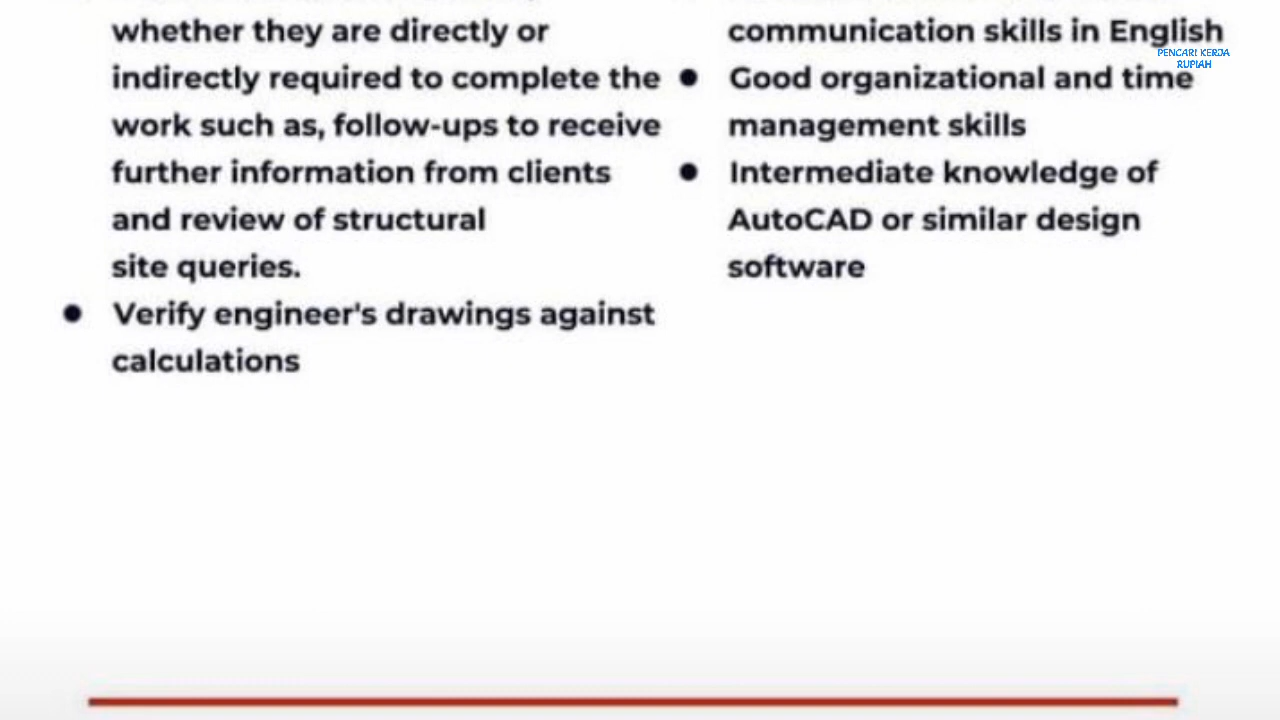 whether they are directly or
indirectly required to complete the
work such as, follow-ups to receive
further information from clients
and review of structural
site queries.
● Verify engineer's drawings against
calculations
communication skills in English
● Good organizational and time
management skills
● Intermediate knowledge of
AutoCAD or similar design
software
PENCARI KERJA
RUPIAH